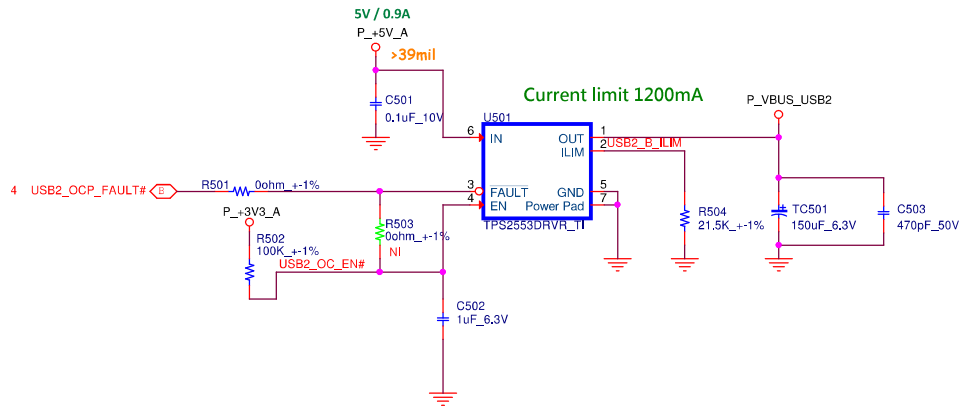 5V / 0.9A
P_+5V_A
>39mil
C501
0.1uF_10V
Current limit 1200mA
P_VBUS_USB2
U501
6
IN
OUT
1
ILIM
2
USB2_B_ILIM
4
USB2_OCP_FAULT#
B
R501
0ohm_+-1%
3
FAULT
4
EN
GND
5
Power Pad
7
TPS2553DRVR_TI
P_+3V3_A
R502
100K_+-1%
R503
0ohm_+-1%
NI
USB2_OC_EN#
R504
21.5K_+-1%
TC501
150uF_6.3V
C503
470pF_50V
C502
1uF_6.3V